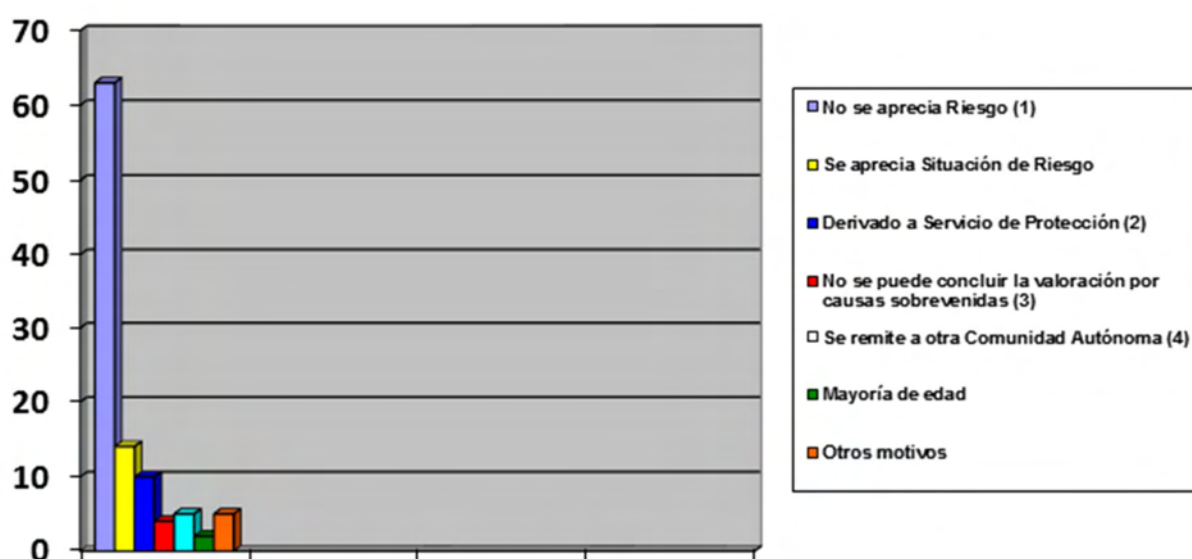 70
60
50
40
30
20
10
0
No se aprecia Riesgo (1)
Se aprecia Situación de Riesgo
Derivado a Servicio de Protección (2)
No se puede concluir la valoración por
causas sobrevenidas (3)
Se remite a otra Comunidad Autónoma (4)
Mayoría de edad
Otros motivos